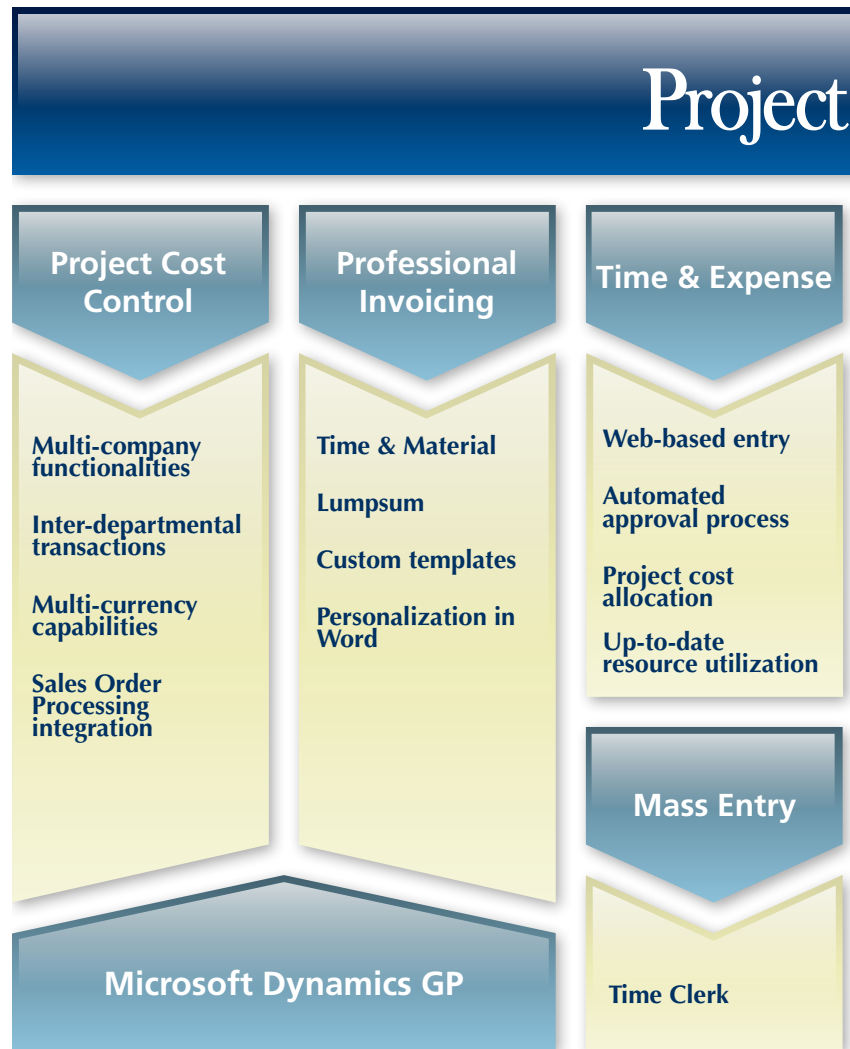 Project
Project Cost
Control
Multi-company
functionalities
Inter-departmental
transactions
Multi-currency
capabilities
Sales Order
Processing
integration
Professional
Invoicing
Time & Material
Lumpsum
Custom templates
Personalization in
Word
Microsoft Dynamics GP
Time & Expense
Web-based entry
Automated
approval process
Project cost
allocation
Up-to-date
resource utilization
Mass Entry
Time Clerk